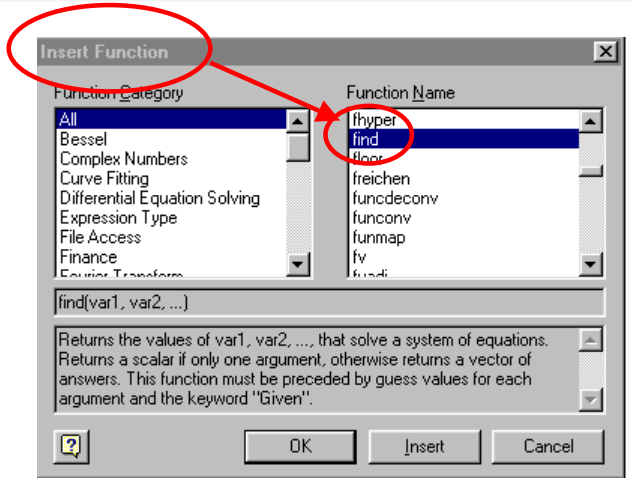 Insert Function
Function Category
Function Name
All
Bessel
Complex Numbers
Curve Fitting
Differential Equation Solving
Expression Type
File Access
Finance
Fourier Transform
fhyper
find
floor
freichen
funcdeconv
funconv
funmap
fv
fuadj
find(var1, var2, ...)
Returns the values of var1, var2, ..., that solve a system of equations.
Returns a scalar if only one argument, otherwise returns a vector of
answers. This function must be preceded by guess values for each
argument and the keyword "Given".
OK
Insert
Cancel